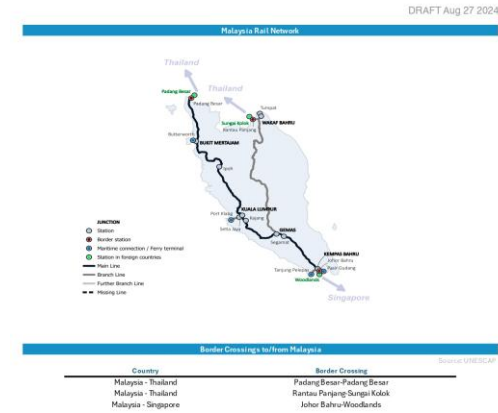 DRAFT Aug 27 2024
Malaysia Rail Network
Thailand
Padang Besar
Padang Besar
Thailand
Tumpat
Sungai Kolok
WAKAF BAHRU
Rantau Panjang
Butterworth
BUKIT MERTAJAM
Ipoh
KUALA LUMPUR
Port Klang
Kajang
Setia Jaya
GEMAS
Segamat
KEMPAS BAHRU
Johor Bahru
Tanjung Pelepas
Pasir Gudang
Woodlands
Singapore
JUNCTION
Station
Border station
Maritime connection / Ferry terminal
Station in foreign countries
Main Line
Branch Line
Further Branch Line
Missing Line
Border Crossings to/from Malaysia
Source: UNESCAP
Country Border Crossing
Malaysia - Thailand Padang Besar-Padang Besar
Malaysia - Thailand Rantau Panjang-Sungai Kolok
Malaysia - Singapore Johor Bahru-Woodlands